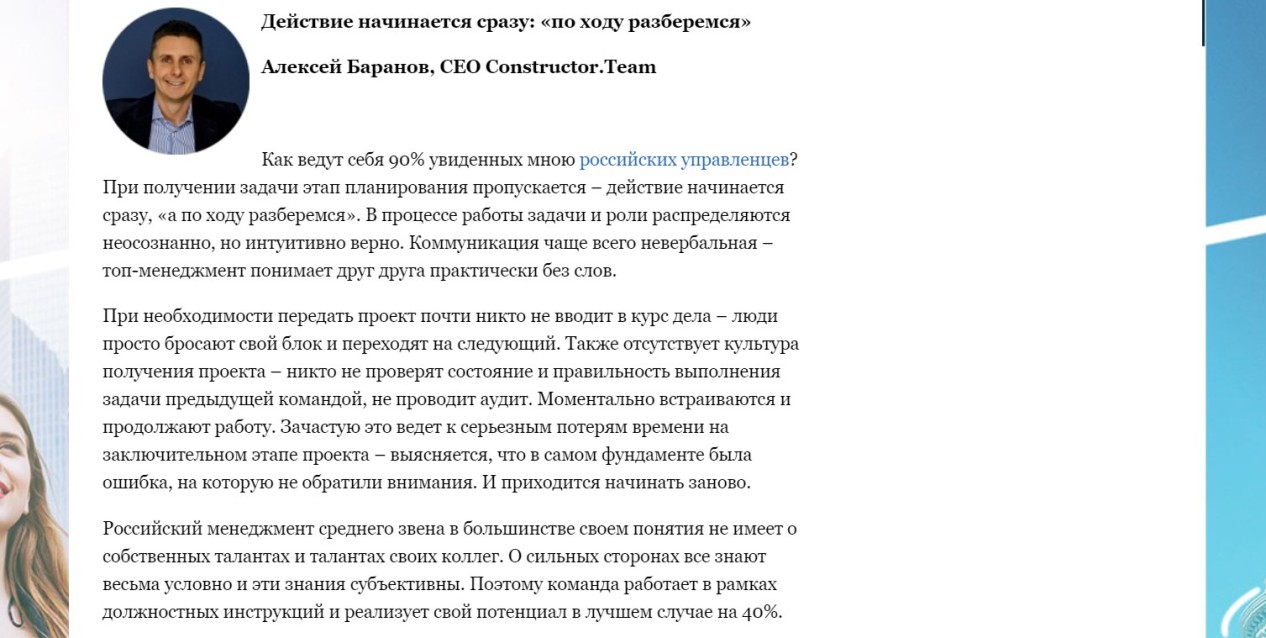 Действие начинается сразу: «по ходу разберемся»
Алексей Баранов, CEO Constructor.Team
Как ведут себя 90% увиденных мною российских управленцев?
При получении задачи этап планирования пропускается – действие начинается
сразу, «а по ходу разберемся». В процессе работы задачи и роли распределяются
неосознанно, но интуитивно верно. Коммуникация чаще всего невербальная –
топ-менеджмент понимает друг друга практически без слов.
При необходимости передать проект почти никто не вводит в курс дела – люди
просто бросают свой блок и переходят на следующий. Также отсутствует культура
получения проекта – никто не проверят состояние и правильность выполнения
задачи предыдущей командой, не проводит аудит. Моментально встраиваются и
продолжают работу. Зачастую это ведет к серьезным потерям времени на
заключительном этапе проекта – выясняется, что в самом фундаменте была
ошибка, на которую не обратили внимания. И приходится начинать заново.
Российский менеджмент среднего звена в большинстве своем понятия не имеет о
собственных талантах и талантах своих коллег. О сильных сторонах все знают
весьма условно и эти знания субъективны. Поэтому команда работает в рамках
должностных инструкций и реализует свой потенциал в лучшем случае на 40%.